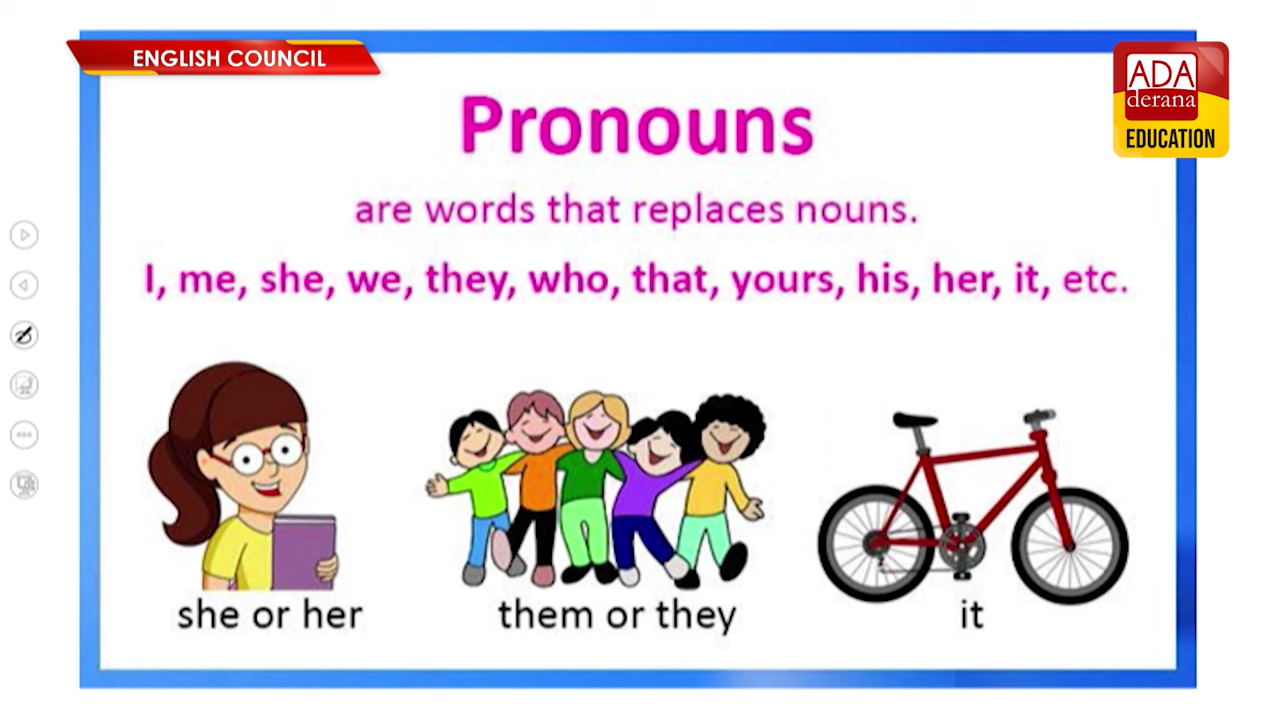 ENGLISH COUNCIL
ADA
derana
EDUCATION
Pronouns
are words that replaces nouns.
I, me, she, we, they, who, that, yours, his, her, it, etc.
she or her
them or they
it